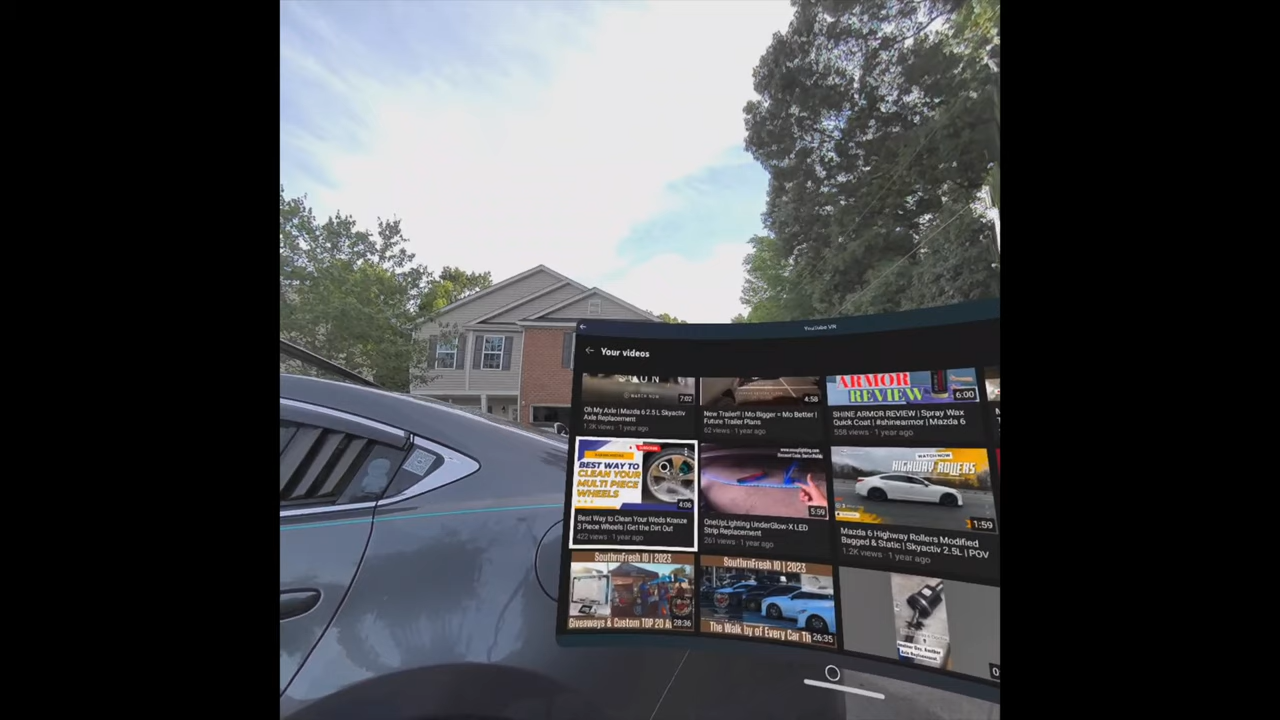 YouTube VR
Your videos
WATCH NOW
7:02
4:58
ARMOR
REVIEW
6:00
Oh My Axle | Mazda 6 2.5 L Skyactiv
Axle Replacement
1.3K views · 1 year ago
New Trailer!! | Mo Bigger = Mo Better |
Future Trailer Plans
62 views · 1 year ago
SHINE ARMOR REVIEW | Spray Wax
Quick Coat | #shinearmor | Mazda 6
558 views · 1 year ago
BEST WAY TO
CLEAN YOUR
MULTI PIECE
WHEELS
4:06
5:59
WATCH NOW
HIGHWAY ROLLERS
1:59
Best Way to Clean Your Weds Kranze
3 Piece Wheels | Get the Dirt Out
422 views · 1 year ago
OneUpLighting UnderGlow-X LED
Strip Replacement
261 views · 1 year ago
Mazda 6 Highway Rollers Modified
Bagged & Static | Skyactiv 2.5L | POV
1.2K views · 1 year ago
SouthrnFresh 10 | 2023
Giveaways & Custom TOP 20 A
28:36
SouthrnFresh 10 | 2023
The Walk by of Every Car Th
26:35
Axle Replacement